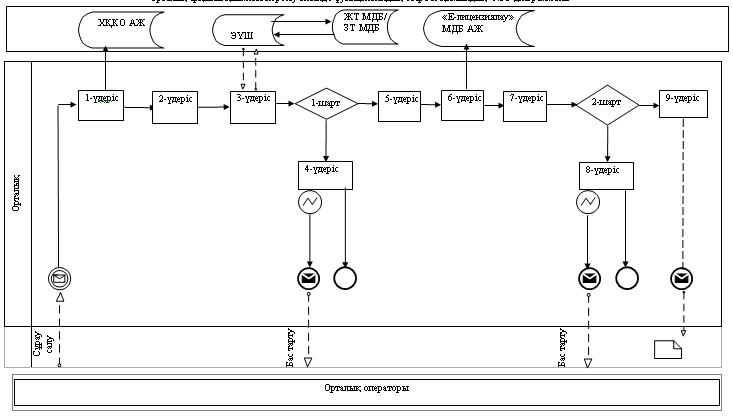 ХҚКО АЖ
ЭҮШ
ЖТ МДБ/
ЗТ МДБ
«Е-лицензиялау»
МДБ АЖ
1-үдеріс
2-үдеріс
3-үдеріс
1-шарт
5-үдеріс
6-үдеріс
7-үдеріс
2-шарт
9-үдеріс
4-үдеріс
8-үдеріс
Орталық
Сұрау
салу
Бас тарту
Бас тарту
Орталық операторы